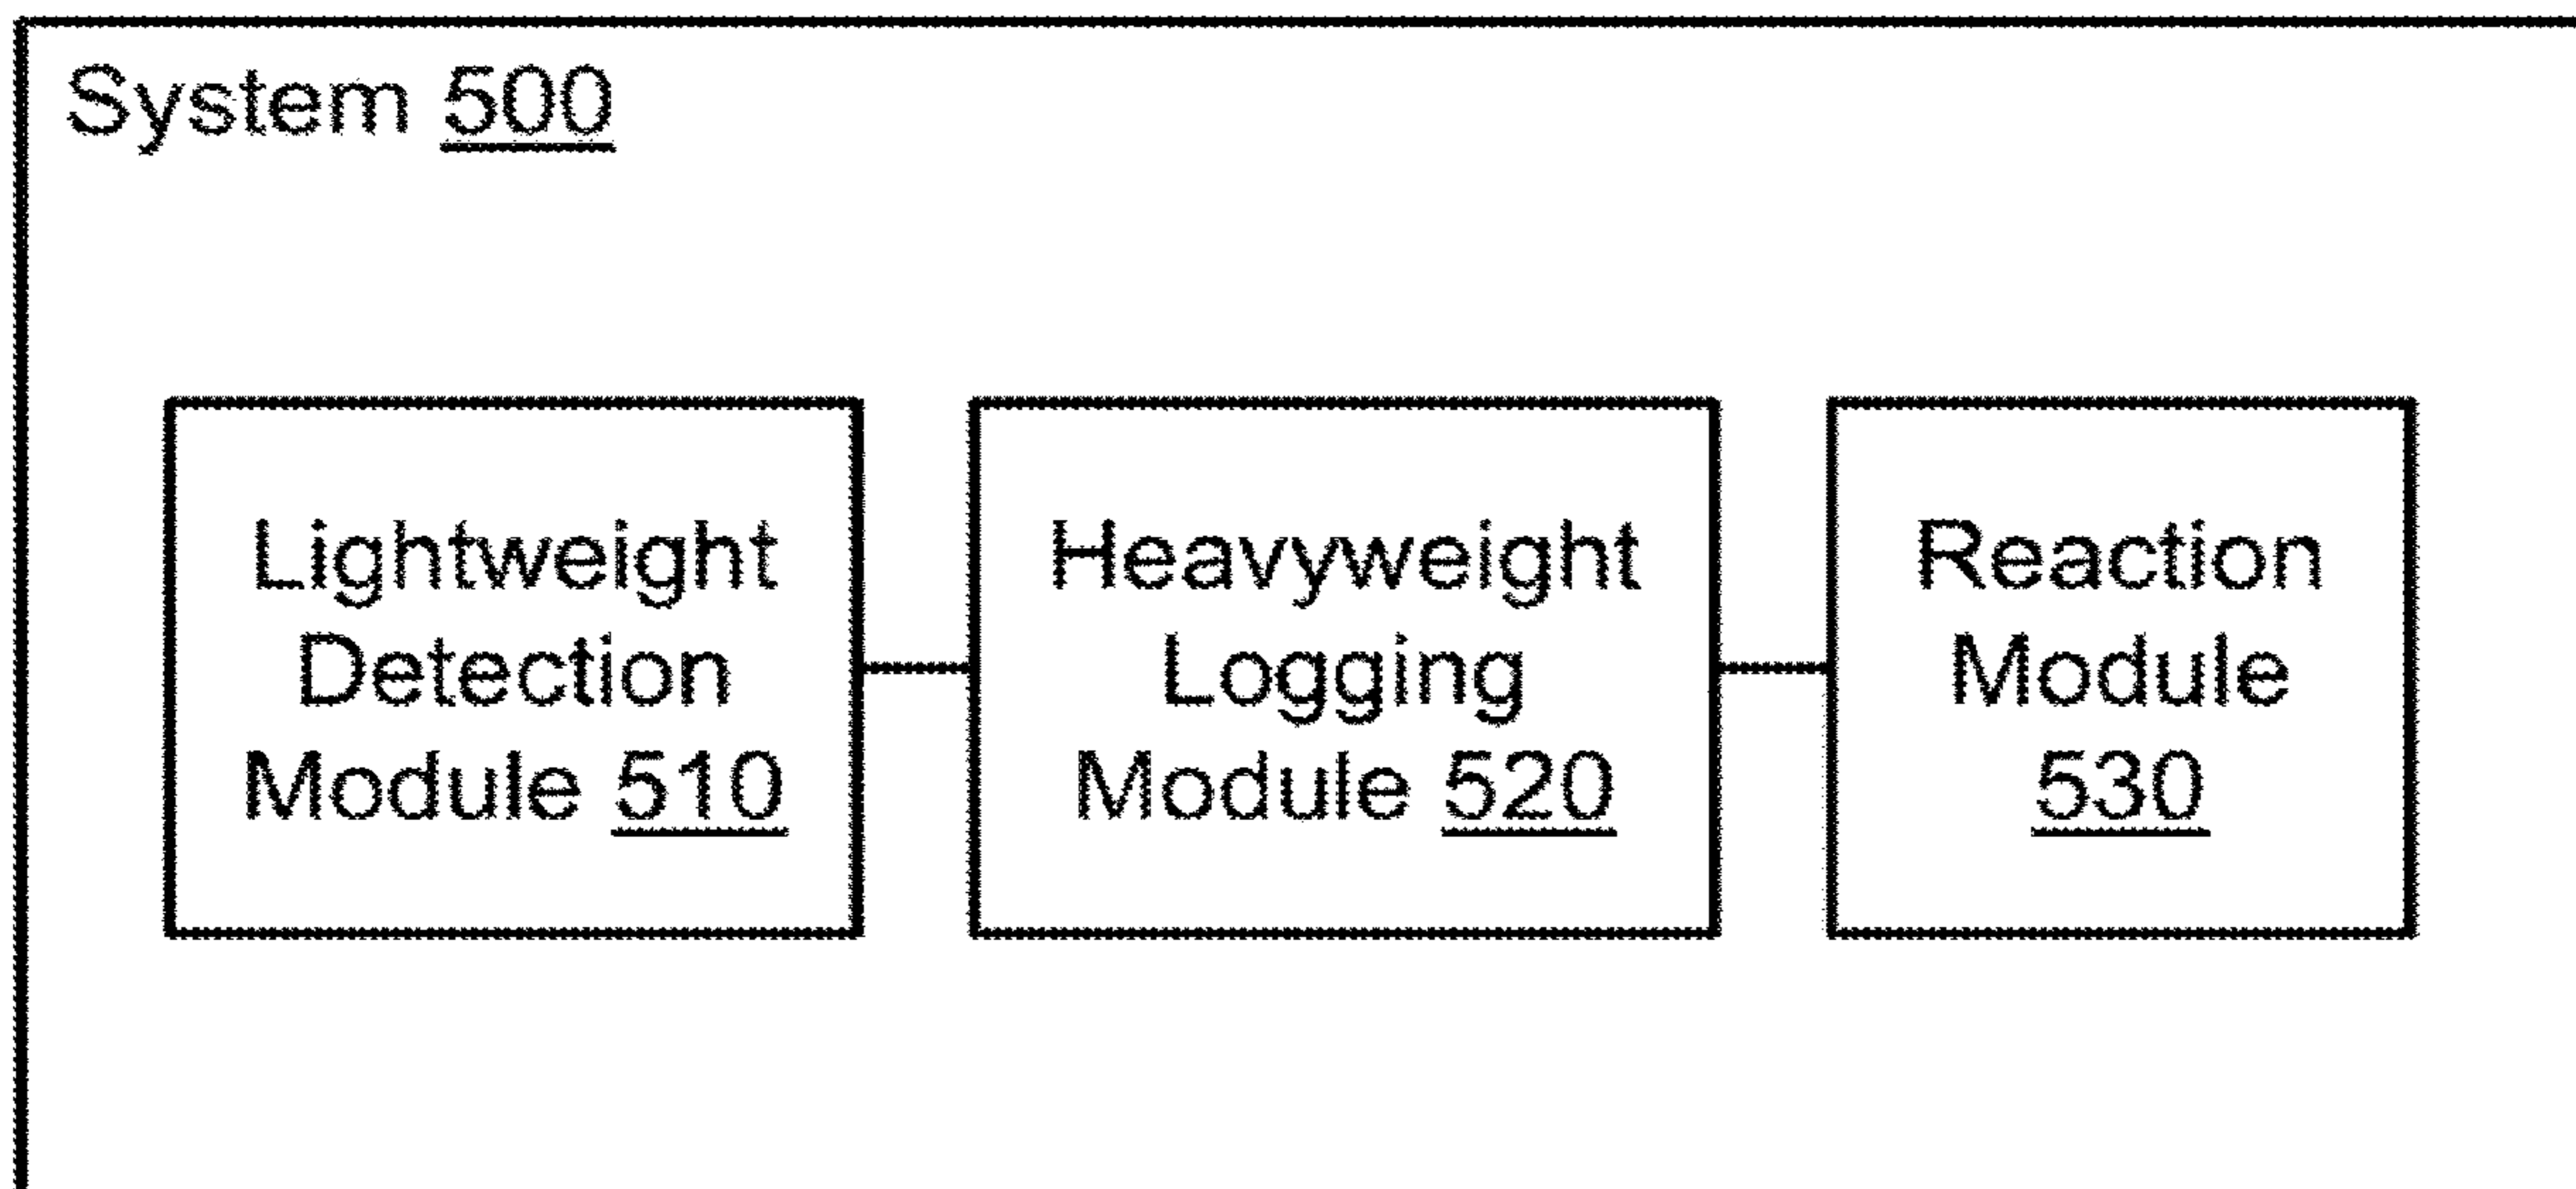 System 500
Lightweight
Detection
Module 510
Heavyweight
Logging
Module 520
Reaction
Module
530